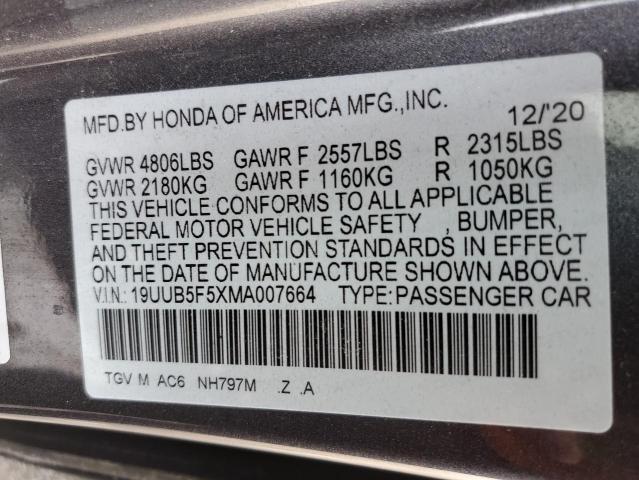 MFD.BY HONDA OF AMERICA MFG.,INC. 12/'20
GVWR 4806LBS GAWR F 2557LBS R 2315LBS
GVWR 2180KG GAWR F 1160KG R 1050KG
THIS VEHICLE CONFORMS TO ALL APPLICABLE
FEDERAL MOTOR VEHICLE SAFETY , BUMPER,
AND THEFT PREVENTION STANDARDS IN EFFECT
ON THE DATE OF MANUFACTURE SHOWN ABOVE.
V.I.N.: 19UUB5F5XMA007664 TYPE:PASSENGER CAR
TGV M AC6 NH797M .Z .A